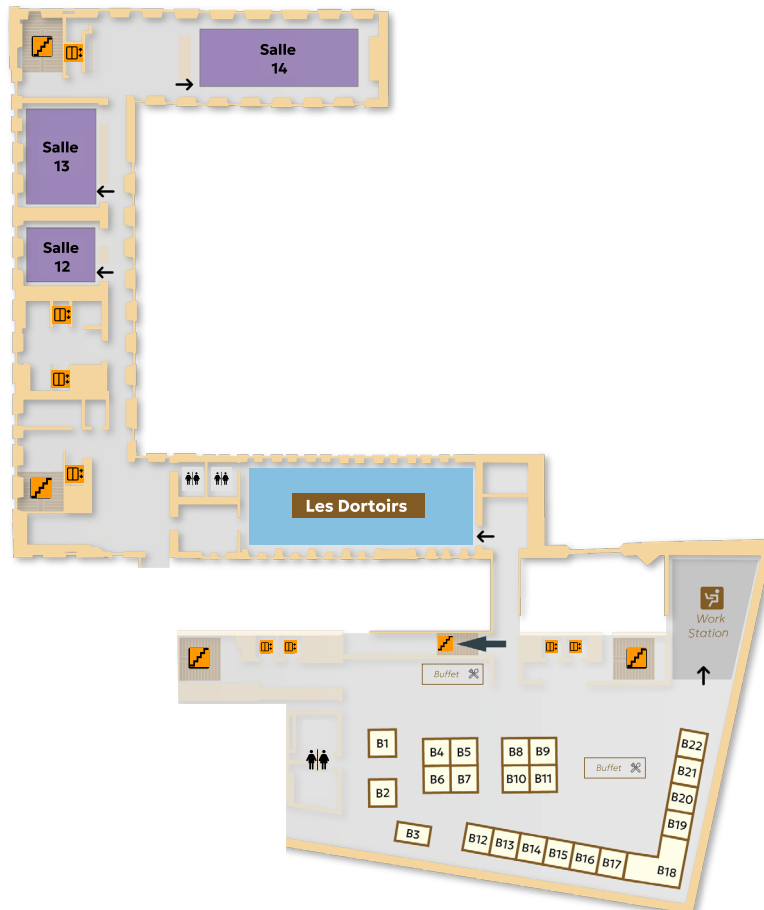 Salle
14
Salle
13
Salle
12
Les Dortoirs
Work
Station
Buffet
B1
B4 B5
B8 B9
B22
B6 B7
B10 B11
Buffet
B21
B2
B20
B3
B19
B12 B13 B14 B15 B16 B17
B18